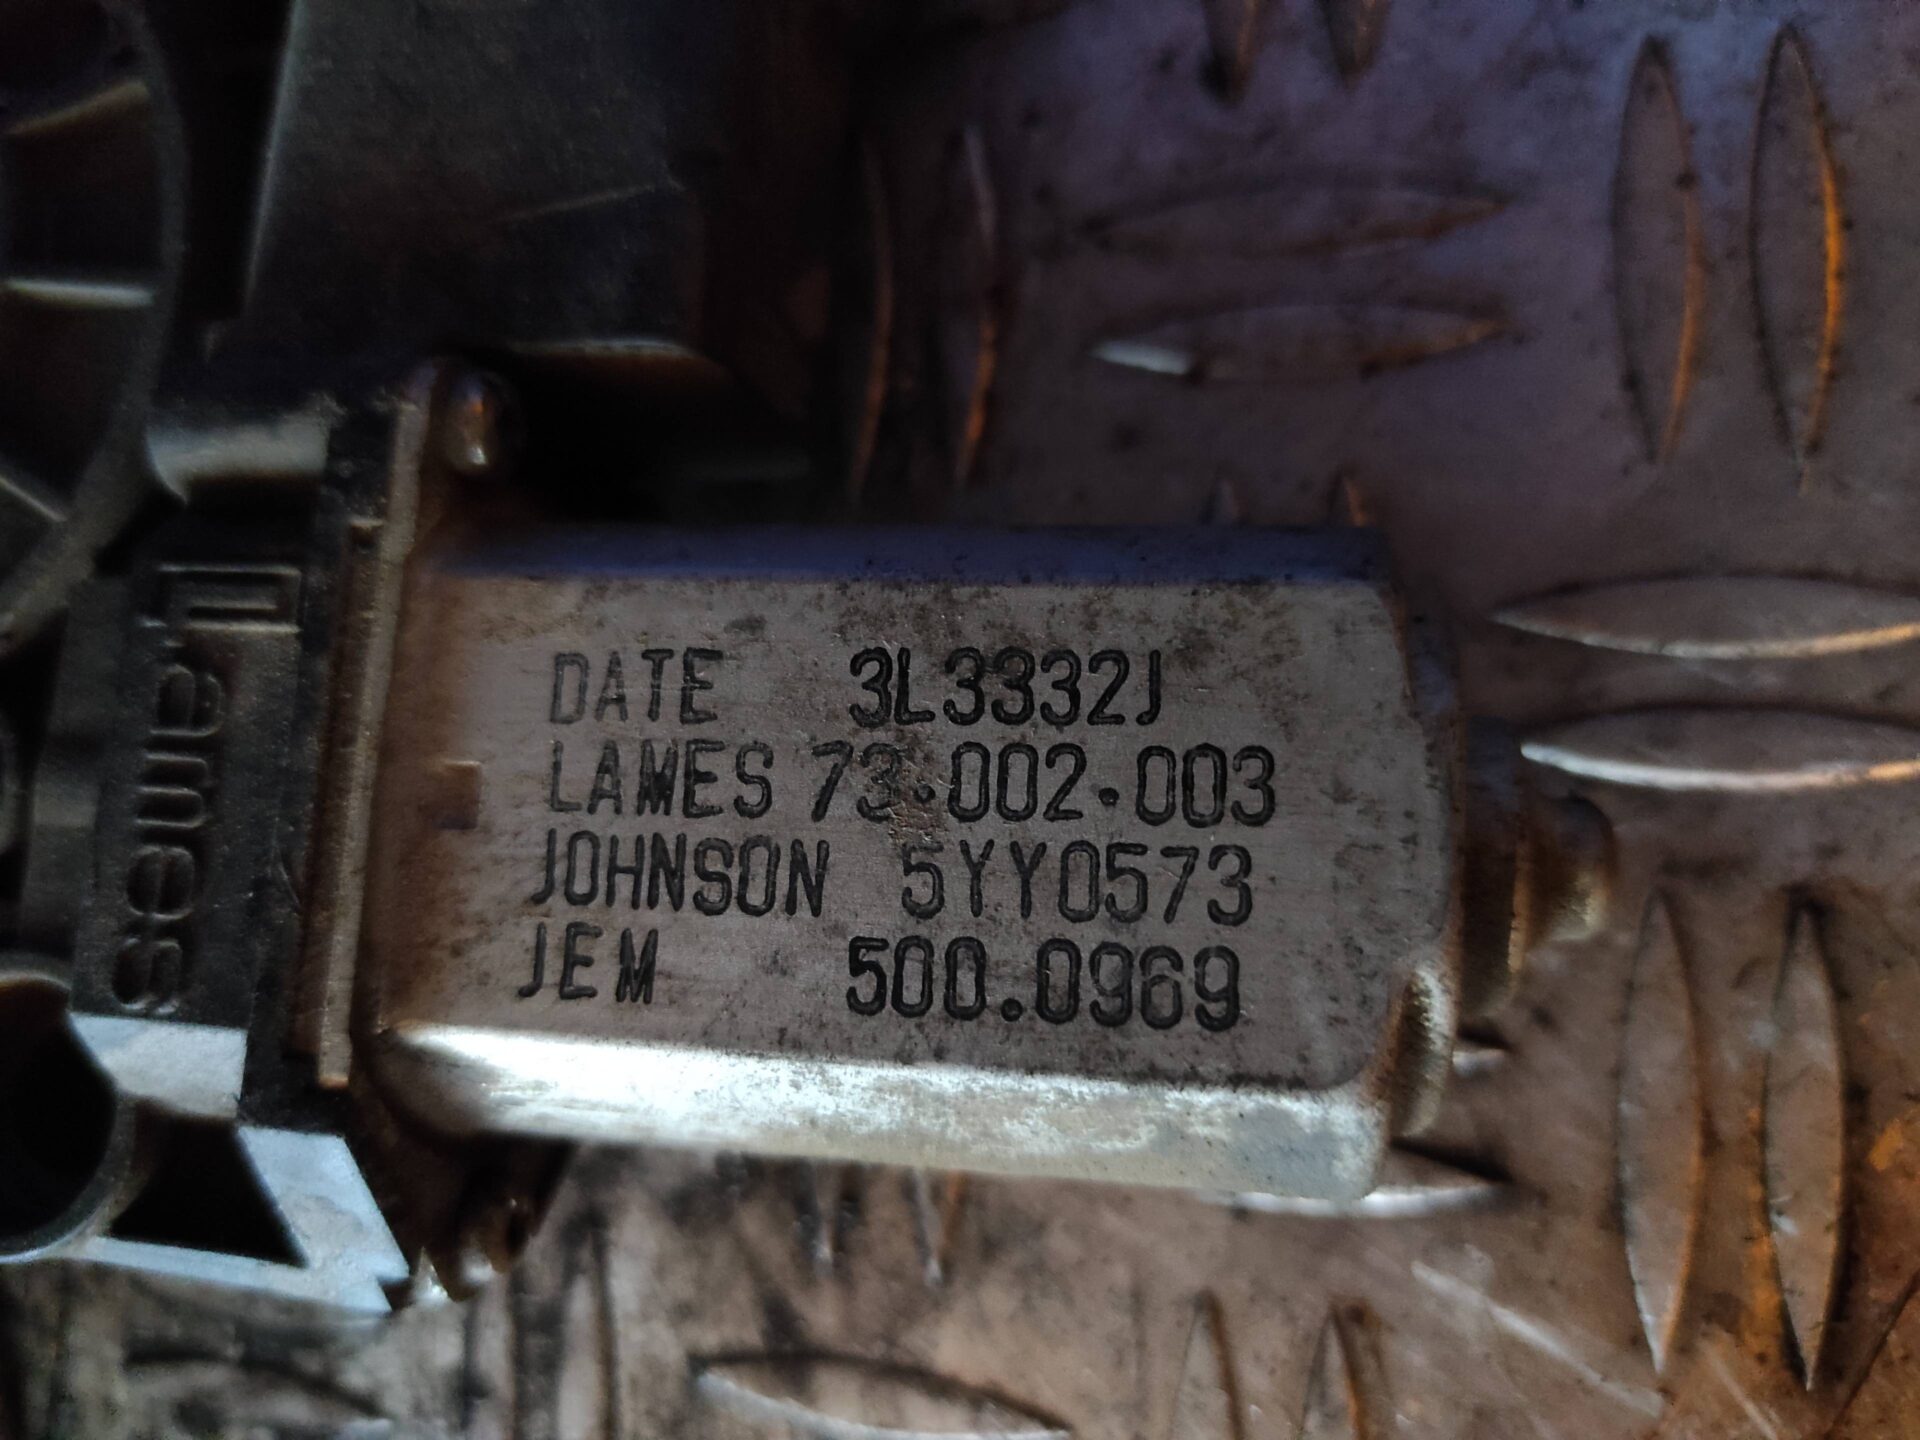 Lames
DATE 3L3332J
LAMES 73.002.003
JOHNSON 5YY0573
JEM 500.0969